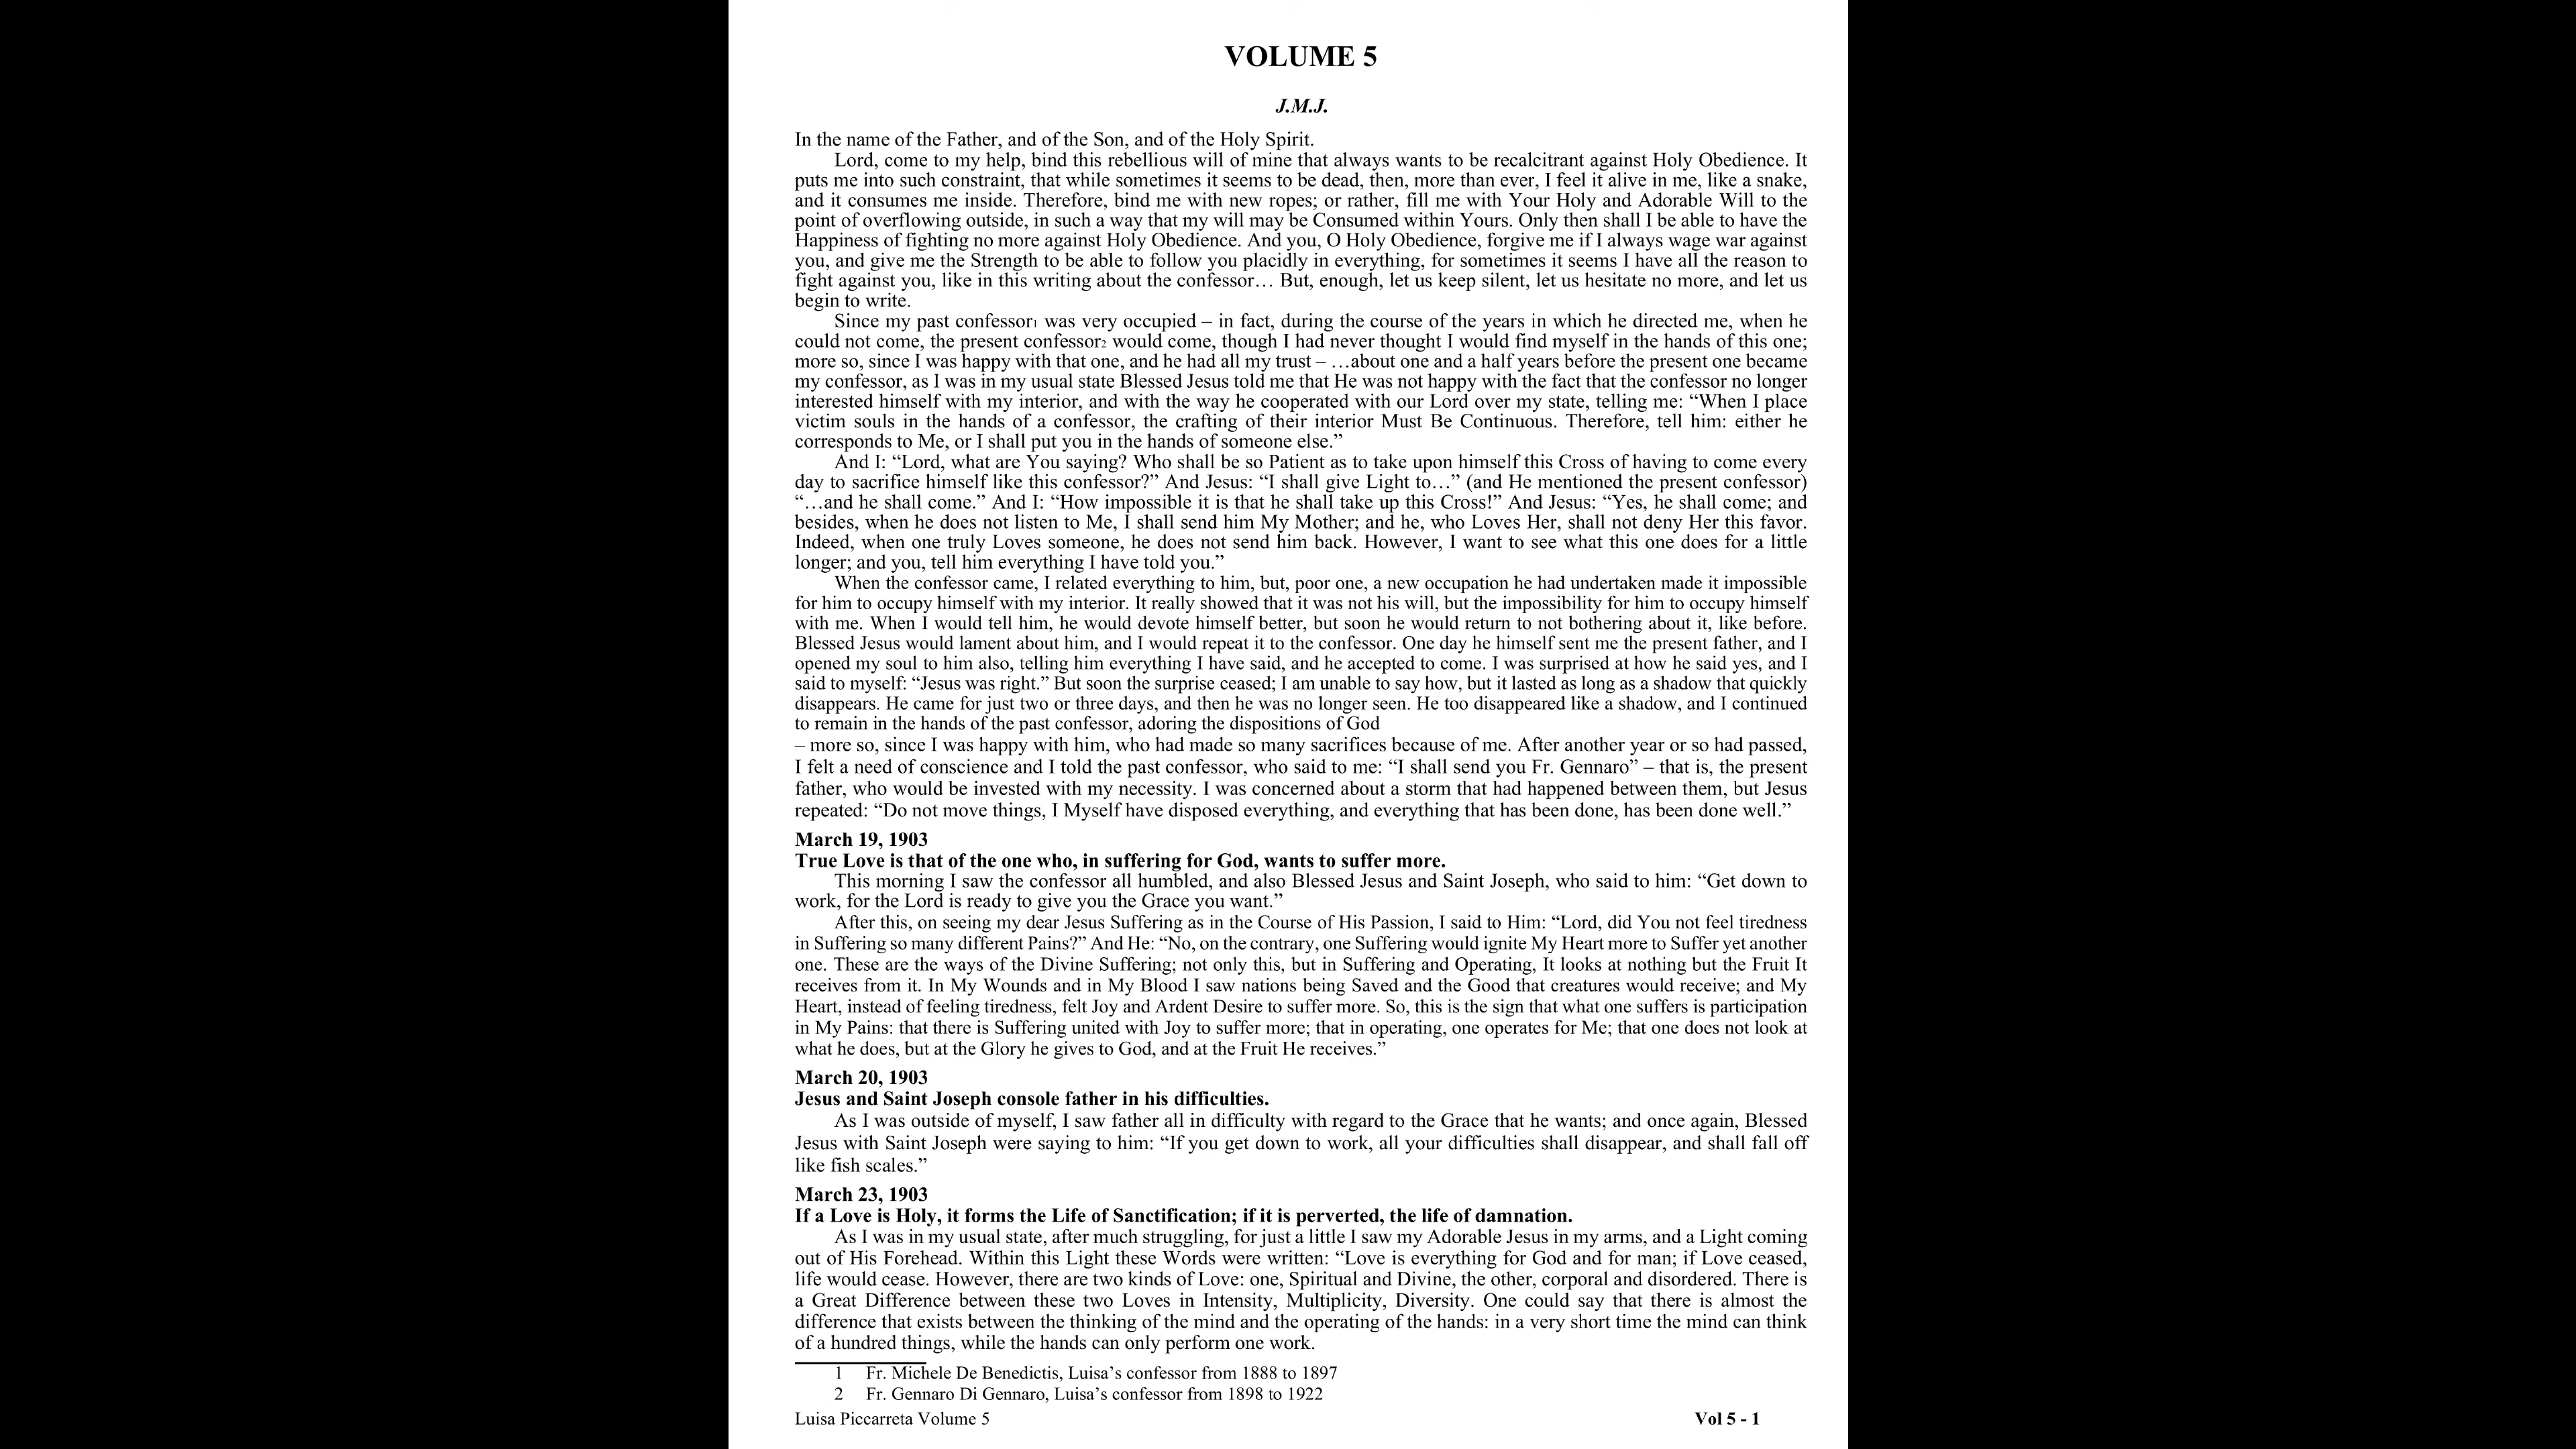 VOLUME 5
J.M.J.
In the name of the Father, and of the Son, and of the Holy Spirit.
Lord, come to my help, bind this rebellious will of mine that always wants to be recalcitrant against Holy Obedience. It
puts me into such constraint, that while sometimes it seems to be dead, then, more than ever, I feel it alive in me, like a snake,
and it consumes me inside. Therefore, bind me with new ropes; or rather, fill me with Your Holy and Adorable Will to the
point of overflowing outside, in such a way that my will may be Consumed within Yours. Only then shall I be able to have the
Happiness of fighting no more against Holy Obedience. And you, O Holy Obedience, forgive me if I always wage war against
you, and give me the Strength to be able to follow you placidly in everything, for sometimes it seems I have all the reason to
fight against you, like in this writing about the confessor… But, enough, let us keep silent, let us hesitate no more, and let us
begin to write.
Since my past confessor1 was very occupied – in fact, during the course of the years in which he directed me, when he
could not come, the present confessor2 would come, though I had never thought I would find myself in the hands of this one;
more so, since I was happy with that one, and he had all my trust – …about one and a half years before the present one became
my confessor, as I was in my usual state Blessed Jesus told me that He was not happy with the fact that the confessor no longer
interested himself with my interior, and with the way he cooperated with our Lord over my state, telling me: “When I place
victim souls in the hands of a confessor, the crafting of their interior Must Be Continuous. Therefore, tell him: either he
corresponds to Me, or I shall put you in the hands of someone else.”
And I: “Lord, what are You saying? Who shall be so Patient as to take upon himself this Cross of having to come every
day to sacrifice himself like this confessor?” And Jesus: “I shall give Light to…” (and He mentioned the present confessor)
“…and he shall come.” And I: “How impossible it is that he shall take up this Cross!” And Jesus: “Yes, he shall come; and
besides, when he does not listen to Me, I shall send him My Mother; and he, who Loves Her, shall not deny Her this favor.
Indeed, when one truly Loves someone, he does not send him back. However, I want to see what this one does for a little
longer; and you, tell him everything I have told you.”
When the confessor came, I related everything to him, but, poor one, a new occupation he had undertaken made it impossible
for him to occupy himself with my interior. It really showed that it was not his will, but the impossibility for him to occupy himself
with me. When I would tell him, he would devote himself better, but soon he would return to not bothering about it, like before.
Blessed Jesus would lament about him, and I would repeat it to the confessor. One day he himself sent me the present father, and I
opened my soul to him also, telling him everything I have said, and he accepted to come. I was surprised at how he said yes, and I
said to myself: “Jesus was right.” But soon the surprise ceased; I am unable to say how, but it lasted as long as a shadow that quickly
disappears. He came for just two or three days, and then he was no longer seen. He too disappeared like a shadow, and I continued
to remain in the hands of the past confessor, adoring the dispositions of God
– more so, since I was happy with him, who had made so many sacrifices because of me. After another year or so had passed,
I felt a need of conscience and I told the past confessor, who said to me: “I shall send you Fr. Gennaro” – that is, the present
father, who would be invested with my necessity. I was concerned about a storm that had happened between them, but Jesus
repeated: “Do not move things, I Myself have disposed everything, and everything that has been done, has been done well.”
March 19, 1903
True Love is that of the one who, in suffering for God, wants to suffer more.
This morning I saw the confessor all humbled, and also Blessed Jesus and Saint Joseph, who said to him: “Get down to
work, for the Lord is ready to give you the Grace you want.”
After this, on seeing my dear Jesus Suffering as in the Course of His Passion, I said to Him: “Lord, did You not feel tiredness
in Suffering so many different Pains?” And He: “No, on the contrary, one Suffering would ignite My Heart more to Suffer yet another
one. These are the ways of the Divine Suffering; not only this, but in Suffering and Operating, It looks at nothing but the Fruit It
receives from it. In My Wounds and in My Blood I saw nations being Saved and the Good that creatures would receive; and My
Heart, instead of feeling tiredness, felt Joy and Ardent Desire to suffer more. So, this is the sign that what one suffers is participation
in My Pains: that there is Suffering united with Joy to suffer more; that in operating, one operates for Me; that one does not look at
what he does, but at the Glory he gives to God, and at the Fruit He receives.”
March 20, 1903
Jesus and Saint Joseph console father in his difficulties.
As I was outside of myself, I saw father all in difficulty with regard to the Grace that he wants; and once again, Blessed
Jesus with Saint Joseph were saying to him: “If you get down to work, all your difficulties shall disappear, and shall fall off
like fish scales.”
March 23, 1903
If a Love is Holy, it forms the Life of Sanctification; if it is perverted, the life of damnation.
As I was in my usual state, after much struggling, for just a little I saw my Adorable Jesus in my arms, and a Light coming
out of His Forehead. Within this Light these Words were written: “Love is everything for God and for man; if Love ceased,
life would cease. However, there are two kinds of Love: one, Spiritual and Divine, the other, corporal and disordered. There is
a Great Difference between these two Loves in Intensity, Multiplicity, Diversity. One could say that there is almost the
difference that exists between the thinking of the mind and the operating of the hands: in a very short time the mind can think
of a hundred things, while the hands can only perform one work.
1 Fr. Michele De Benedictis, Luisa’s confessor from 1888 to 1897
2 Fr. Gennaro Di Gennaro, Luisa’s confessor from 1898 to 1922
Luisa Piccarreta Volume 5 Vol 5 - 1